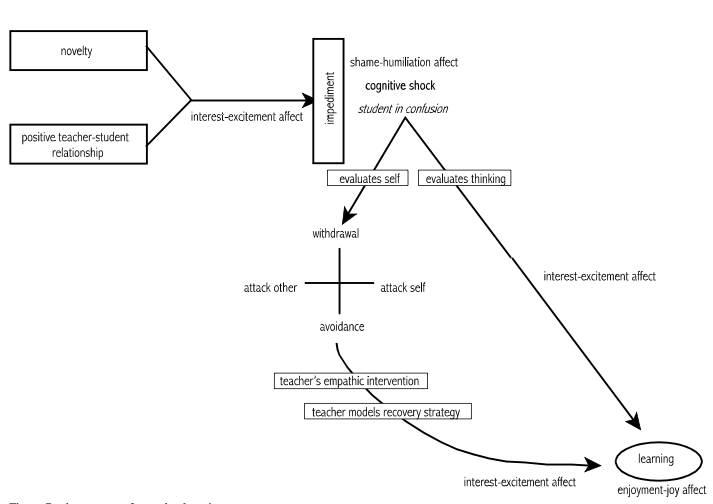 novelty
positive teacher-student
relationship
interest-excitement affect
impediment
shame-humiliation affect
cognitive shock
student in confusion
evaluates self
evaluates thinking
withdrawal
attack other
attack self
avoidance
interest-excitement affect
teacher's empathic intervention
teacher models recovery strategy
interest-excitement affect
learning
enjoyment-joy affect